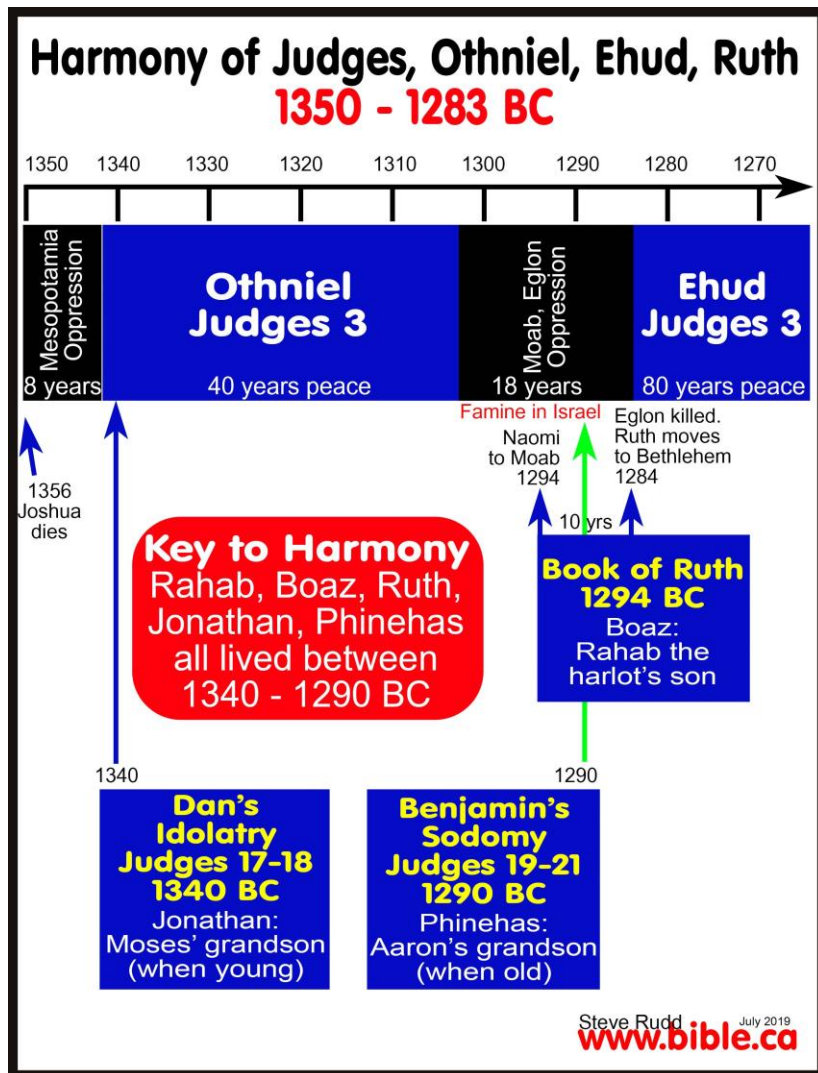 Harmony of Judges, Othniel, Ehud, Ruth
1350 - 1283 BC
1350 1340 1330 1320 1310 1300 1290 1280 1270
Mesopotamia
Oppression
8 years
Othniel
Judges 3
40 years peace
Moab, Eglon
Oppression
18 years
Ehud
Judges 3
80 years peace
1356
Joshua
dies
Famine in Israel
Naomi
to Moab
1294
Eglon killed.
Ruth moves
to Bethlehem
1284
10 yrs
Key to Harmony
Rahab, Boaz, Ruth,
Jonathan, Phinehas
all lived between
1340 - 1290 BC
Book of Ruth
1294 BC
Boaz:
Rahab the
harlot's son
1340
Dan's
Idolatry
Judges 17-18
1340 BC
Jonathan:
Moses' grandson
(when young)
1290
Benjamin's
Sodomy
Judges 19-21
1290 BC
Phinehas:
Aaron's grandson
(when old)
Steve Rudd July 2019
www.bible.ca